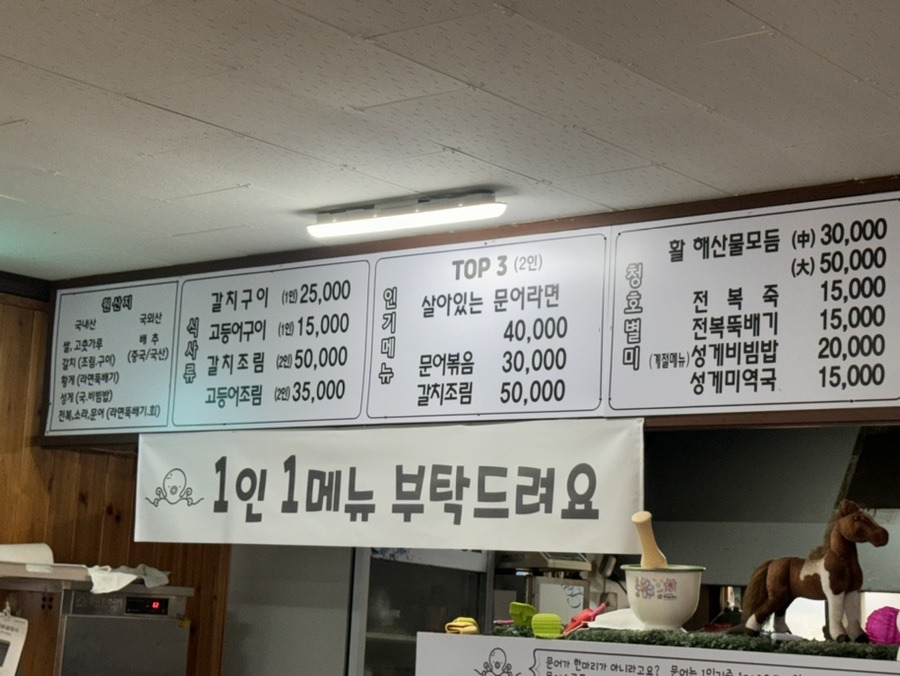 원산지
국내산 국외산
쌀, 고춧가루 배 추
갈치 (조림.구이) (중국/국산)
황게 (라면뚝배기)
성게 (국.비빔밥)
전복,소라,문어 (라면뚝배기.회)
식사류
갈치구이 (1인) 25,000
고등어구이 (1인) 15,000
갈치조림 (2인) 50,000
고등어조림 (2인) 35,000
인기메뉴
TOP 3 (2인)
살아있는 문어라면
40,000
문어볶음 30,000
갈치조림 50,000
청호별미
활 해산물모듬 (中) 30,000
(大) 50,000
전 복 죽 15,000
전복뚝배기 15,000
(계절메뉴) 성게비빔밥 20,000
성게미역국 15,000
1인 1메뉴 부탁드려요
문어가 한마리가 아니라고요? 문어는 1인기준